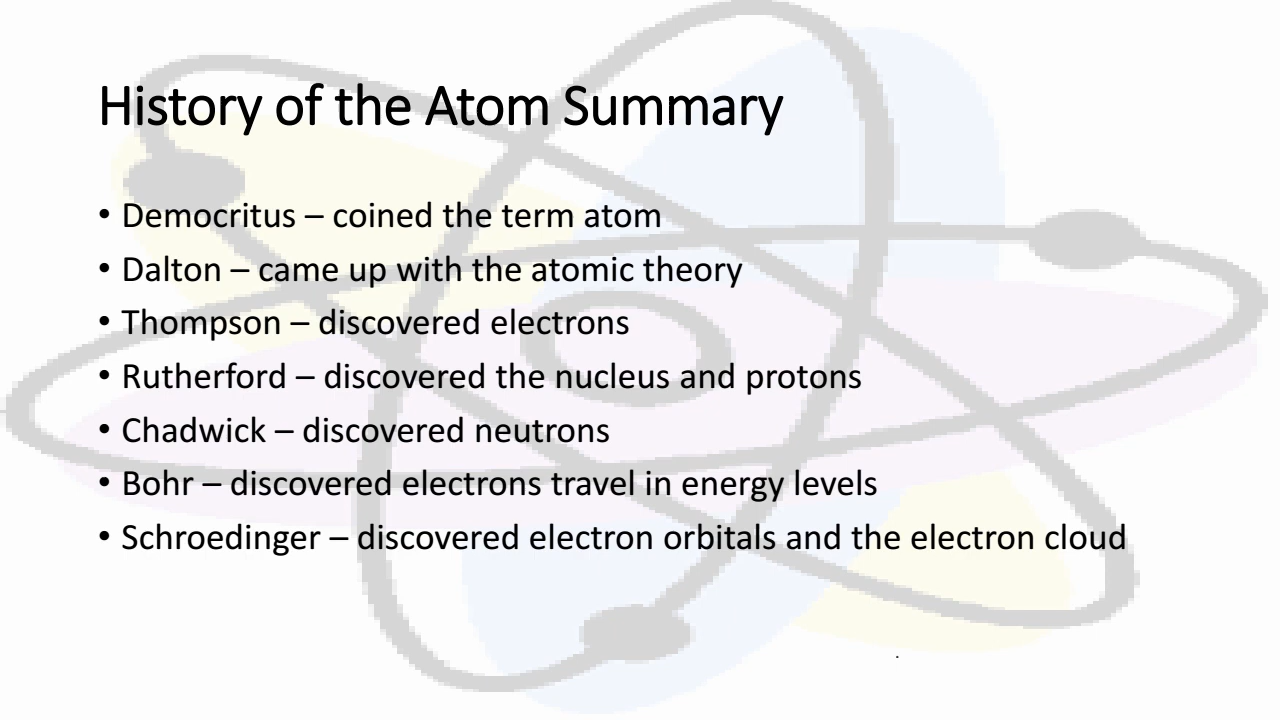 History of the Atom Summary
• Democritus – coined the term atom
• Dalton – came up with the atomic theory
• Thompson – discovered electrons
• Rutherford – discovered the nucleus and protons
• Chadwick – discovered neutrons
• Bohr – discovered electrons travel in energy levels
• Schroedinger – discovered electron orbitals and the electron cloud
.